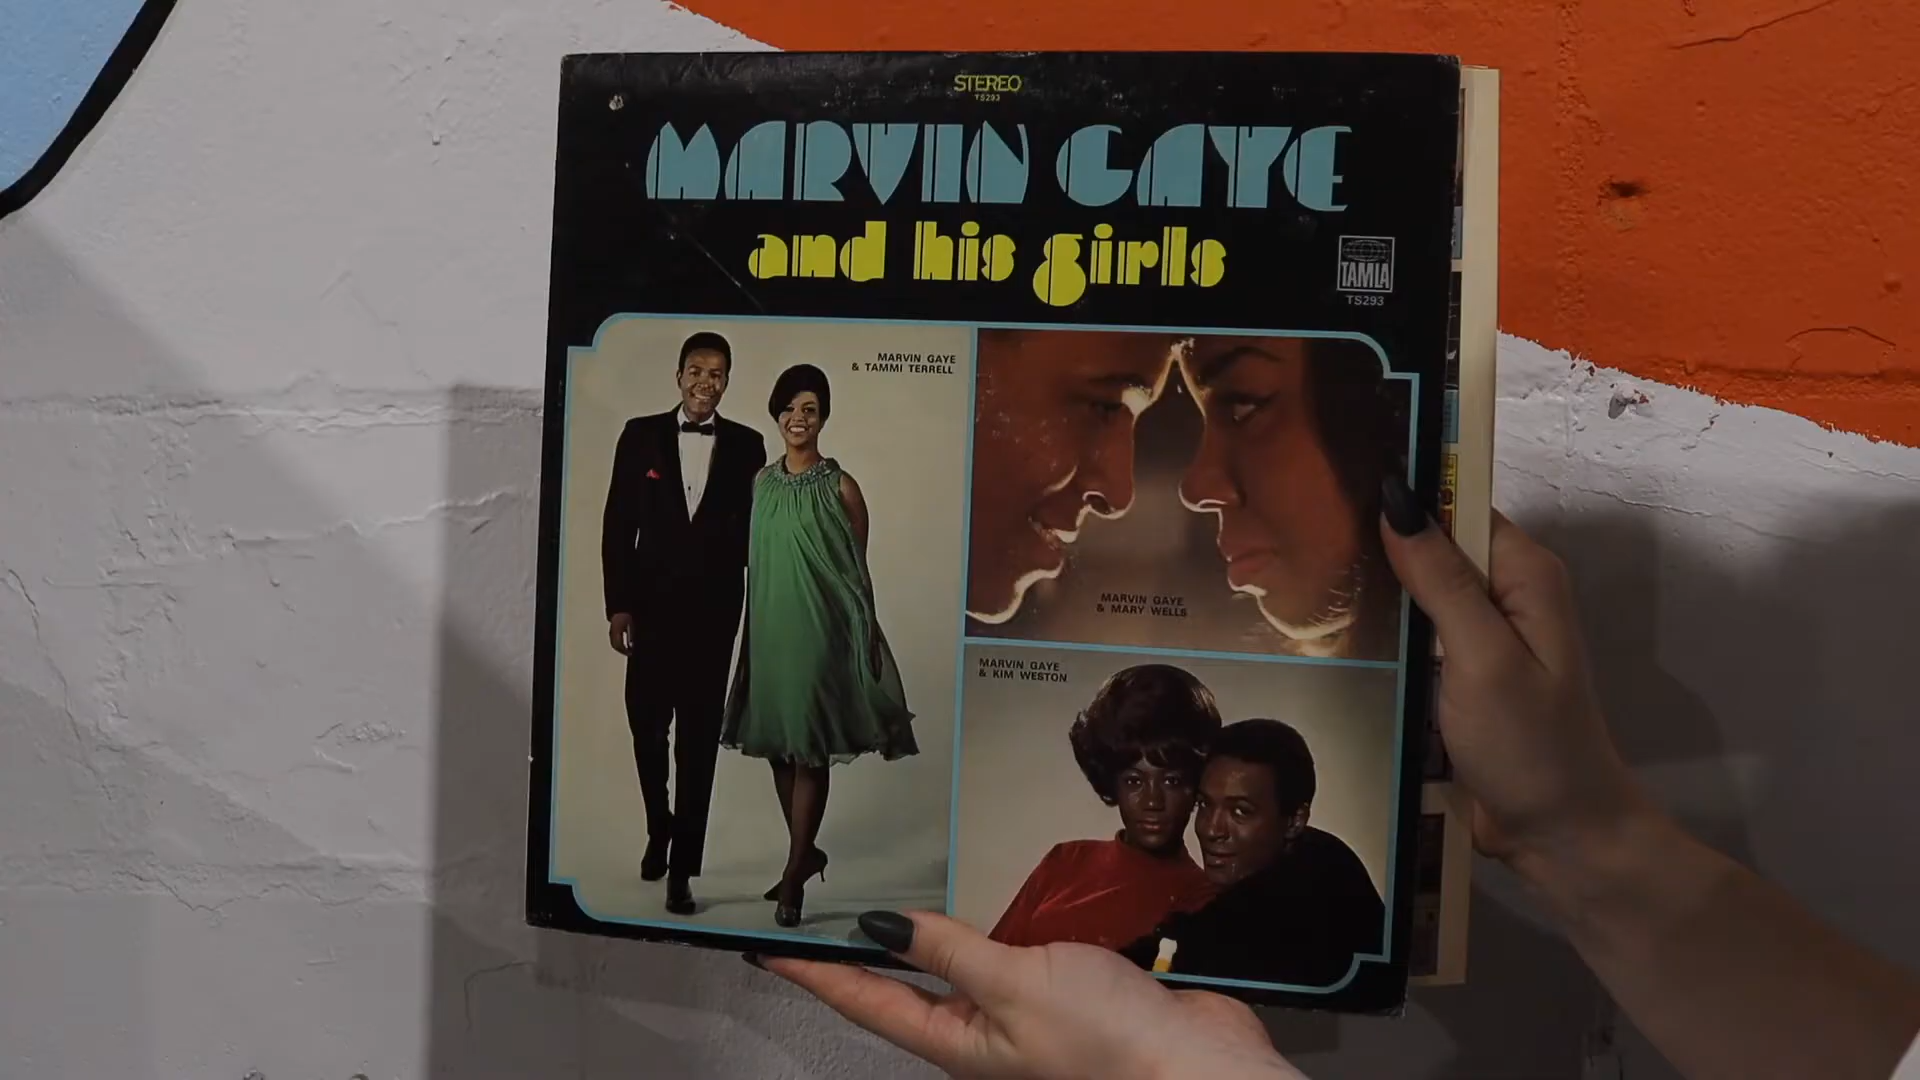 STEREO
TS293
MARVIN GAYE
and his girls
TAMLA
TS293
MARVIN GAYE
& TAMMI TERRELL
MARVIN GAYE
& MARY WELLS
MARVIN GAYE
& KIM WESTON